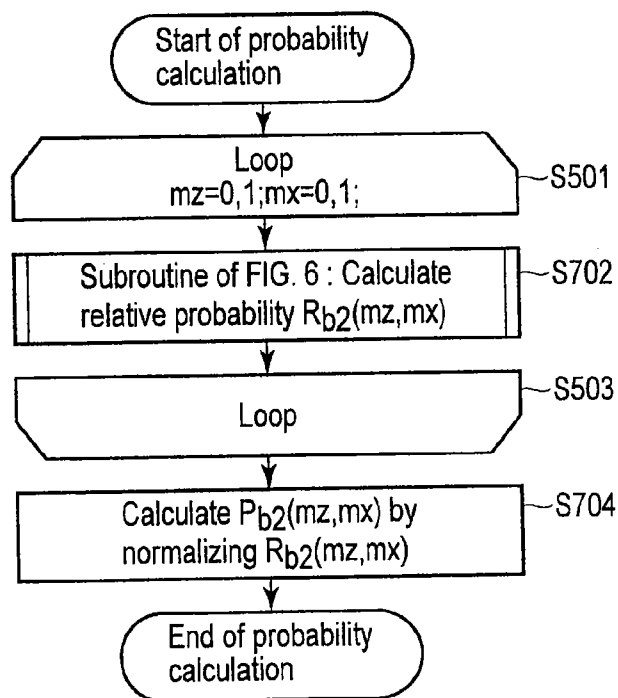 Start of probability
calculation
Loop
mz=0,1;mx=0,1;
S501
Subroutine of FIG. 6 : Calculate
relative probability Rb2(mz,mx)
S702
Loop
S503
Calculate Pb2(mz,mx) by
normalizing Rb2(mz,mx)
S704
End of probability
calculation